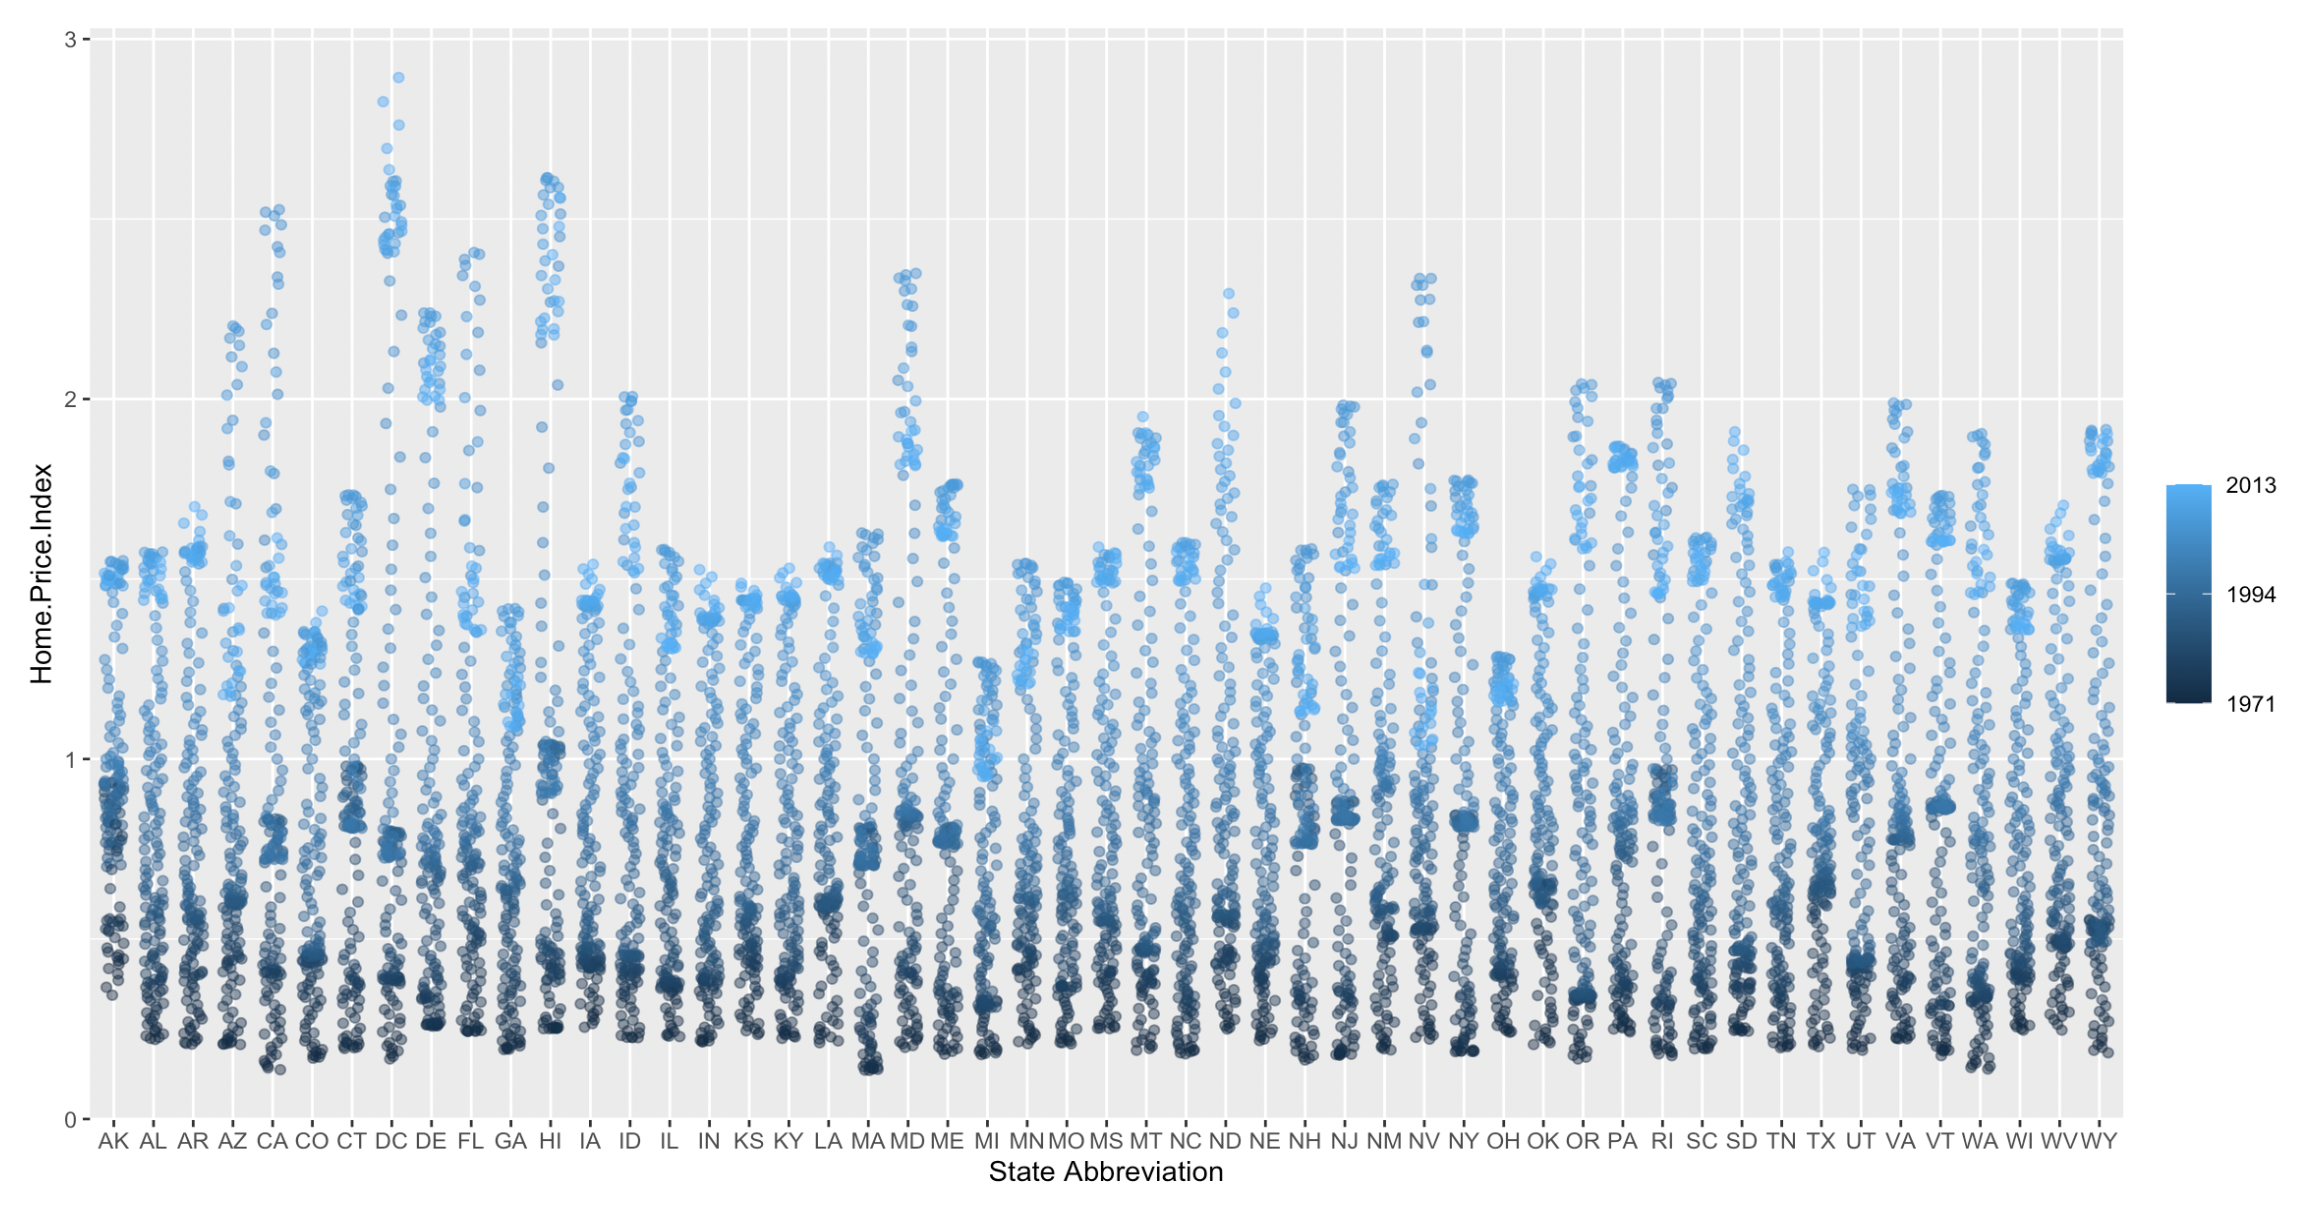 Home.Price.Index
3
2
1
0
AK AL AR AZ CA CO CT DC DE FL GA HI IA ID IL IN KS KY LA MA MD ME MI MN MO MS MT NC ND NE NH NJ NM NV NY OH OK OR PA RI SC SD TN TX UT VA VT WA WI WV WY
State Abbreviation
2013
1994
1971